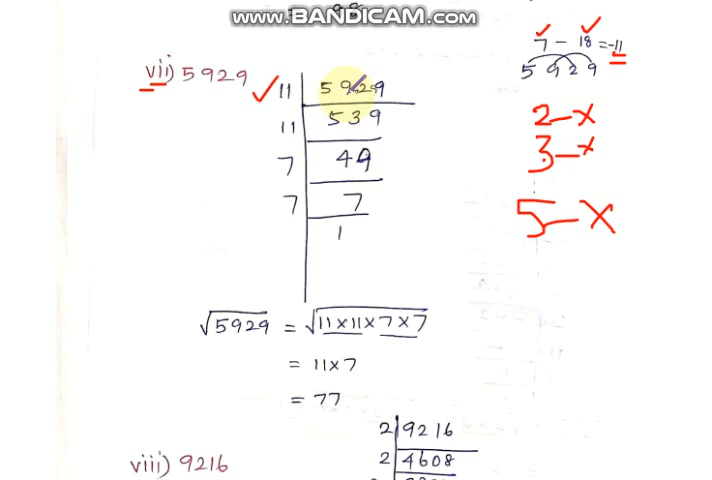 WWW.BANDICAM.COM
7 - 18 = -11
5 9 2 9
vii) 5929
11 | 5929
11 | 539
7 | 49
7 | 7
1
2 - x
3 - x
5 - x
√5929 = √11×11×7×7
= 11×7
= 77
viii) 9216
2 | 9216
2 | 4608